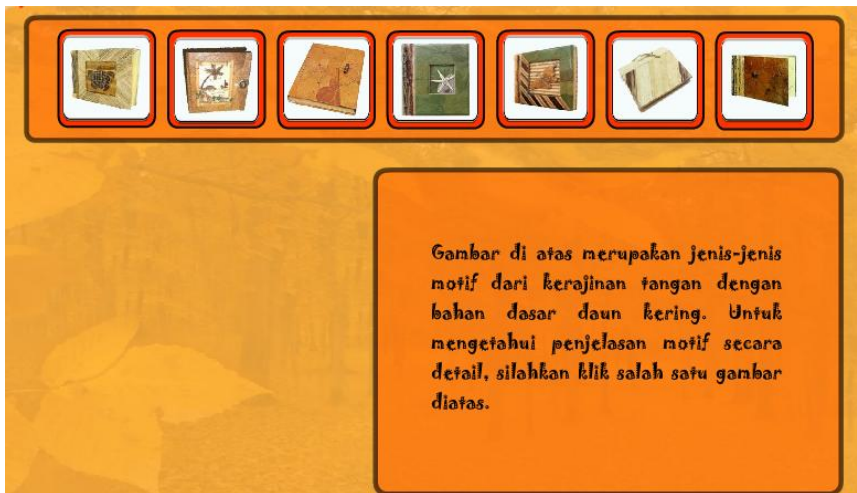 Gambar di atas merupakan jenis-jenis
motif dari kerajinan tangan dengan
bahan dasar daun kering. Untuk
mengetahui penjelasan motif secara
detail, silahkan klik salah satu gambar
diatas.